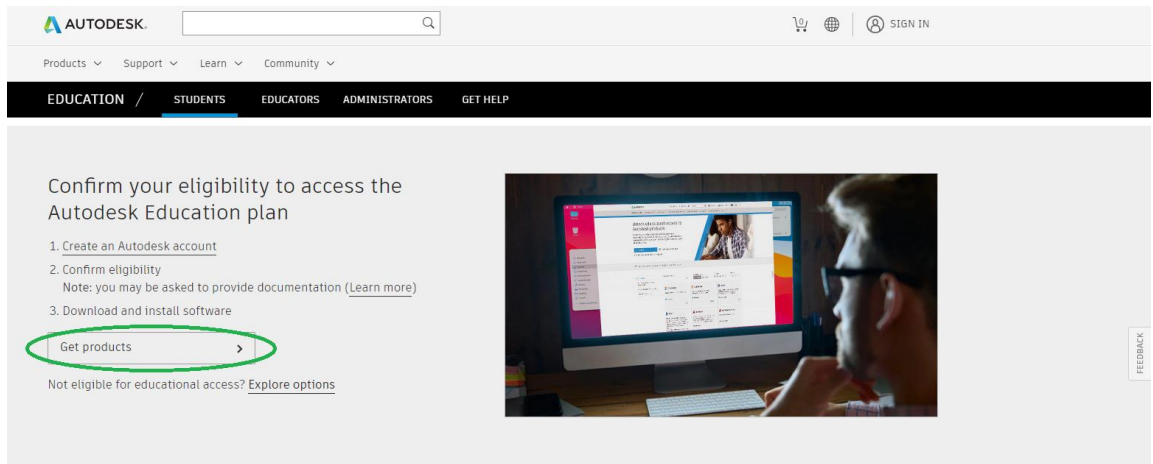 AUTODESK.
0
SIGN IN
Products
Support
Learn
Community
EDUCATION /
STUDENTS
EDUCATORS
ADMINISTRATORS
GET HELP
Confirm your eligibility to access the
Autodesk Education plan
1. Create an Autodesk account
2. Confirm eligibility
Note: you may be asked to provide documentation (Learn more)
3. Download and install software
Get products
Not eligible for educational access? Explore options
FEEDBACK